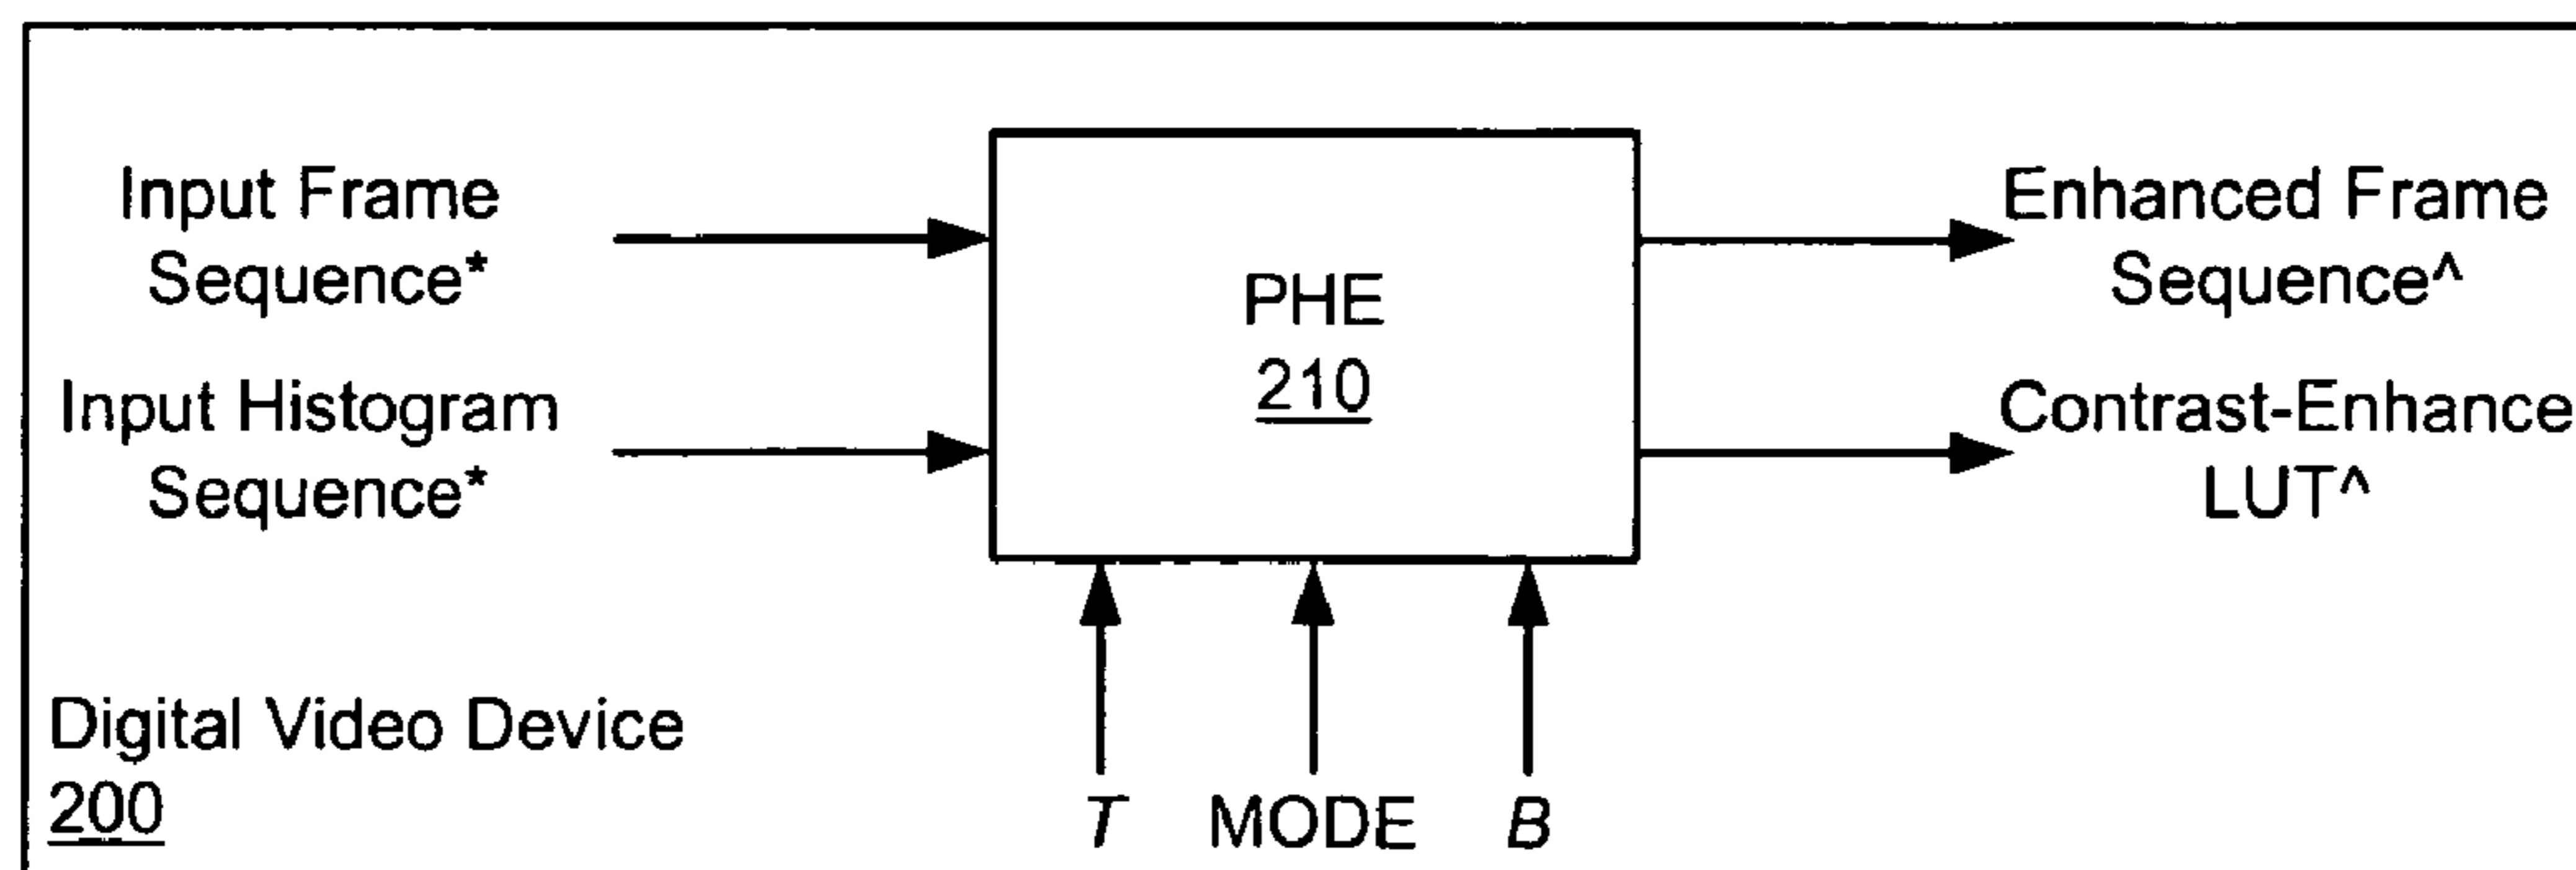 Input Frame
Sequence*
Input Histogram
Sequence*
PHE
210
Enhanced Frame
Sequence^
Contrast-Enhance
LUT^
Digital Video Device
200
T MODE B